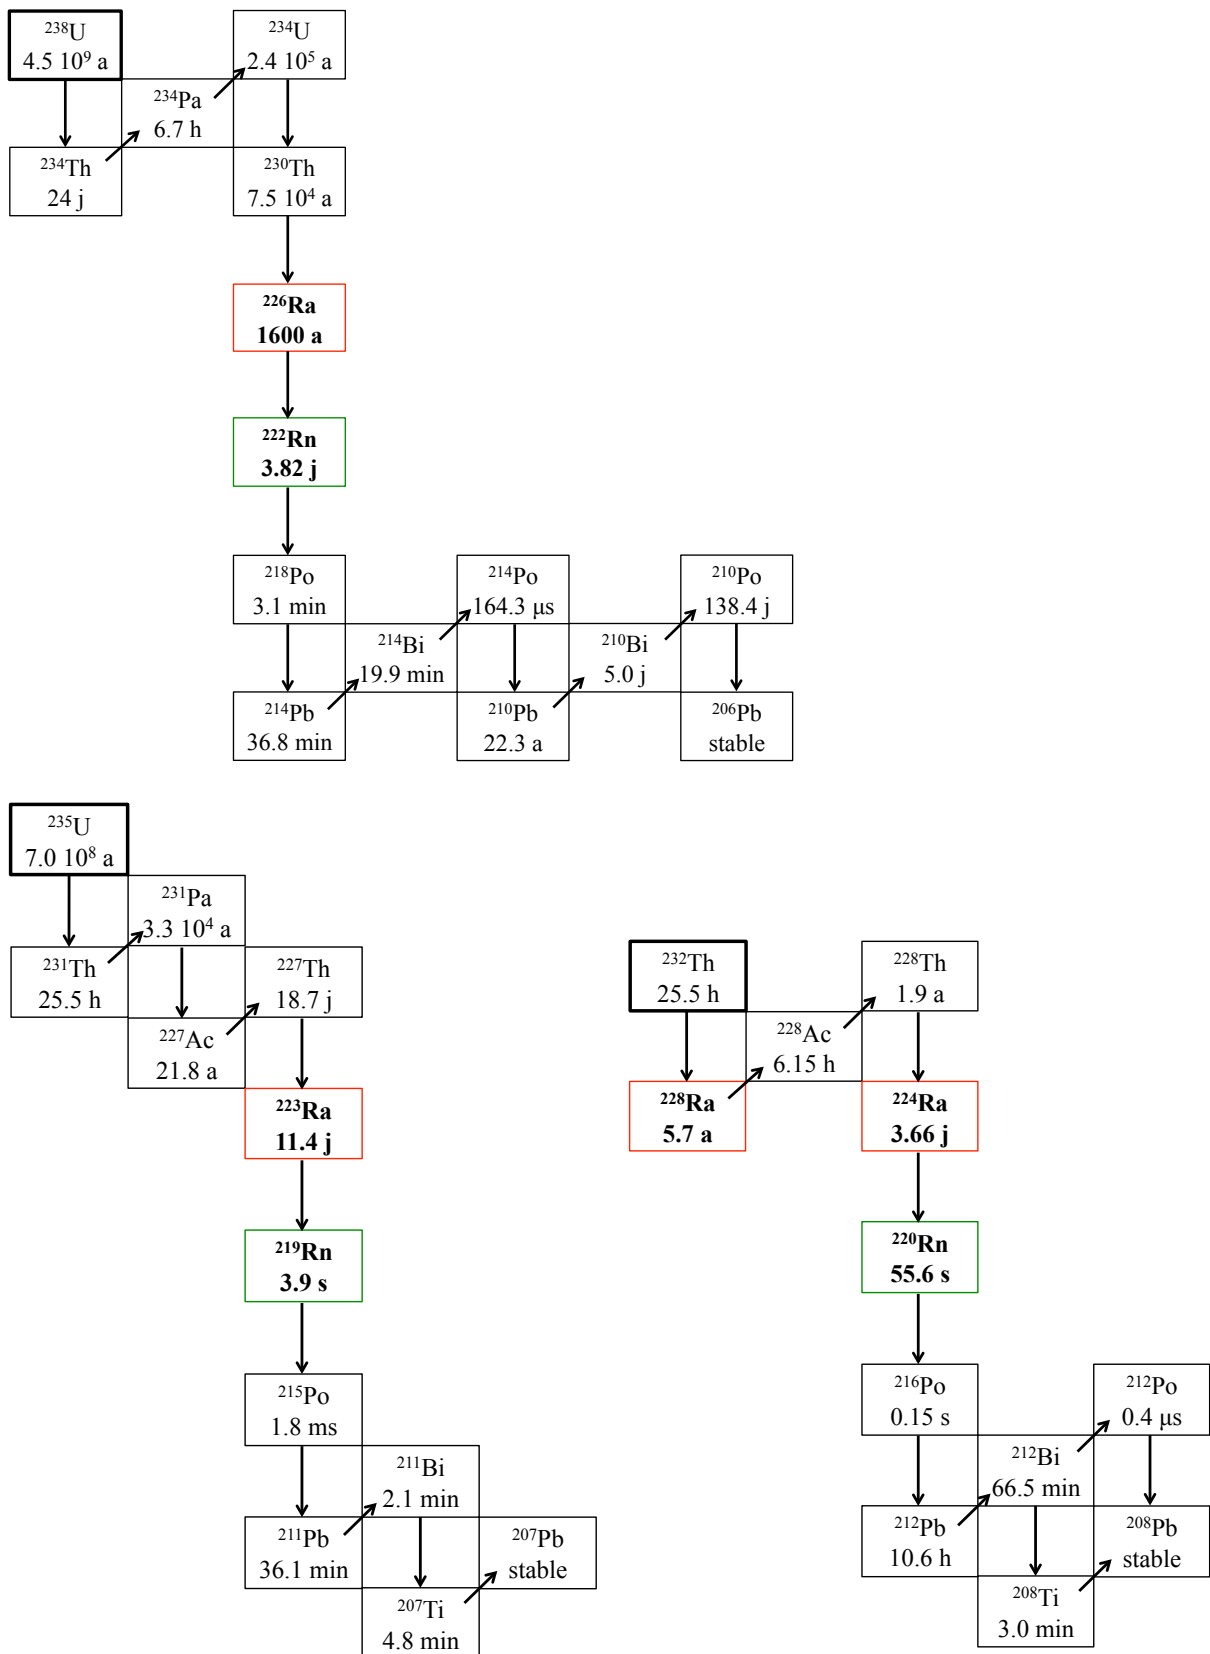 ²³⁸U
4.5 10⁹ a
²³⁴U
2.4 10⁵ a
²³⁴Pa
6.7 h
²³⁴Th
24 j
²³⁰Th
7.5 10⁴ a
²²⁶Ra
1600 a
²²²Rn
3.82 j
²¹⁸Po
3.1 min
²¹⁴Po
164.3 µs
²¹⁰Po
138.4 j
²¹⁴Bi
19.9 min
²¹⁰Bi
5.0 j
²¹⁴Pb
36.8 min
²¹⁰Pb
22.3 a
²⁰⁶Pb
stable
²³⁵U
7.0 10⁸ a
²³¹Pa
3.3 10⁴ a
²³¹Th
25.5 h
²²⁷Th
18.7 j
²²⁷Ac
21.8 a
²²³Ra
11.4 j
²¹⁹Rn
3.9 s
²¹⁵Po
1.8 ms
²¹¹Bi
2.1 min
²¹¹Pb
36.1 min
²⁰⁷Pb
stable
²⁰⁷Ti
4.8 min
²³²Th
25.5 h
²²⁸Th
1.9 a
²²⁸Ac
6.15 h
²²⁸Ra
5.7 a
²²⁴Ra
3.66 j
²²⁰Rn
55.6 s
²¹⁶Po
0.15 s
²¹²Po
0.4 µs
²¹²Bi
66.5 min
²¹²Pb
10.6 h
²⁰⁸Pb
stable
²⁰⁸Ti
3.0 min